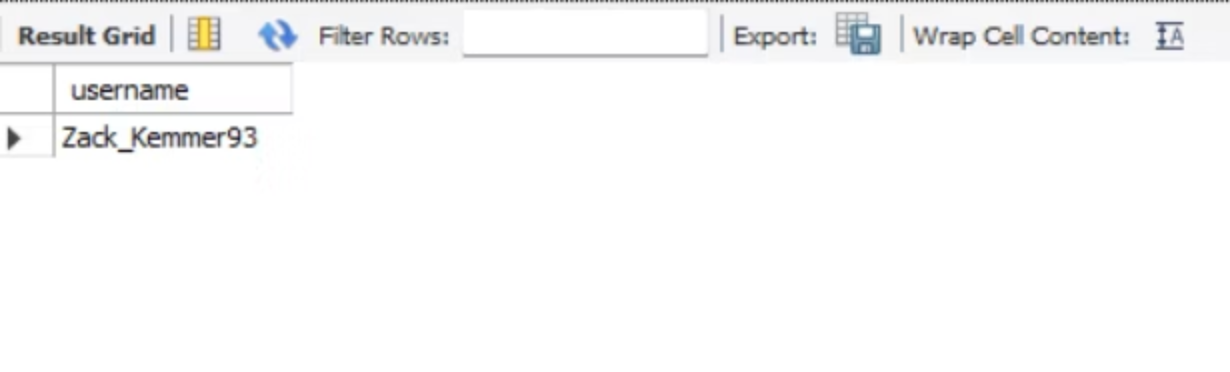 Result Grid Filter Rows: Export: Wrap Cell Content: A
username
Zack_Kemmer93